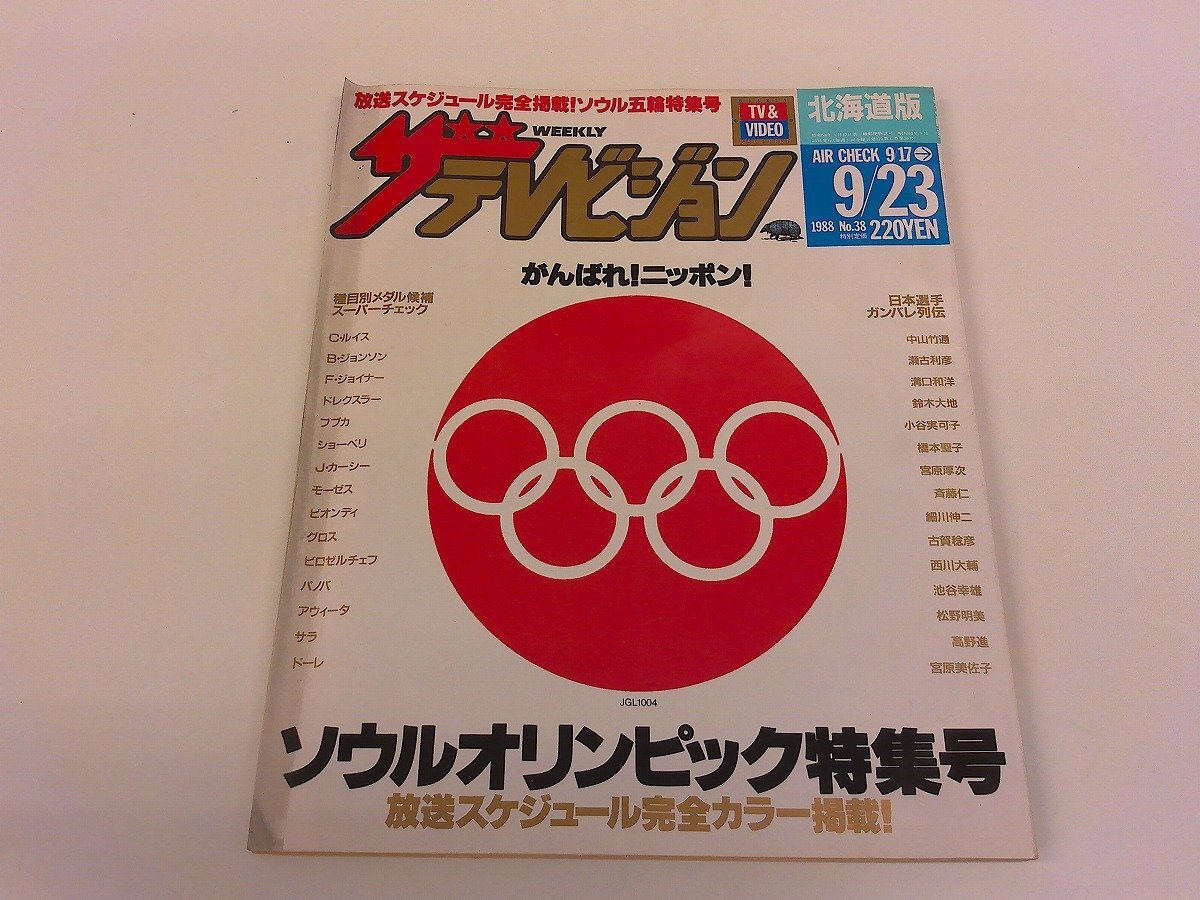 放送スケジュール完全掲載!ソウル五輪特集号
TV&
VIDEO
北海道版
WEEKLY
ザテレビジョン
AIR CHECK 9/17→
9/23
1988 No.38
特別定価 220YEN
がんばれ!ニッポン!
種目別メダル候補
スーパーチェック
C・ルイス
B・ジョンソン
F・ジョイナー
ドレクスラー
ブブカ
ショーベリ
J・カーシー
モーゼス
ビオンディ
グロス
ビロゼルチェフ
パノバ
アウィータ
サラ
ドーレ
日本選手
ガンバレ列伝
中山竹通
瀬古利彦
溝口和洋
鈴木大地
小谷実可子
橋本聖子
宮原厚次
斉藤仁
細川伸二
古賀稔彦
西川大輔
池谷幸雄
松野明美
高野進
宮原美佐子
JGL1004
ソウルオリンピック特集号
放送スケジュール完全カラー掲載!